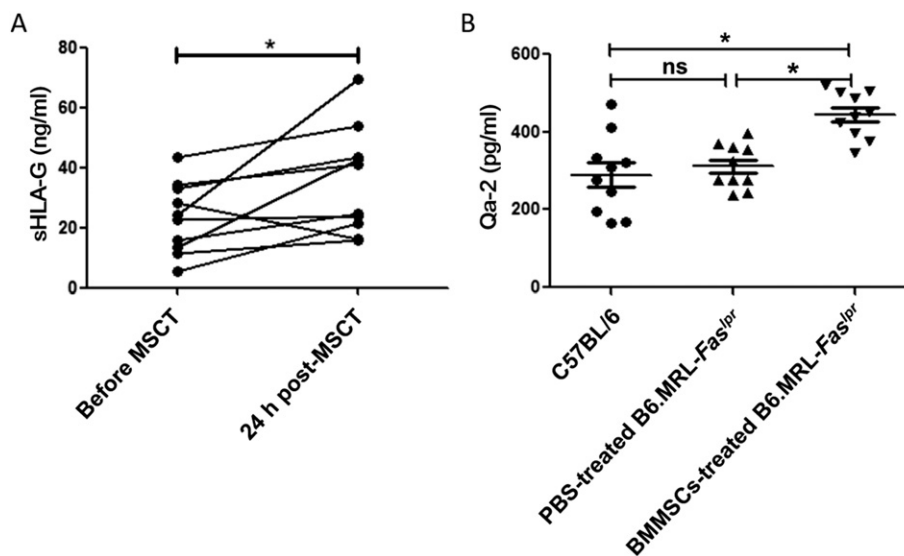 A
sHLA-G (ng/ml)
80
60
40
20
0
*
Before MSCT
24 h post-MSCT
B
Qa-2 (pg/ml)
600
400
200
0
*
ns
*
C57BL/6
PBS-treated B6.MRL-Fas^lpr
BMMSCs-treated B6.MRL-Fas^lpr